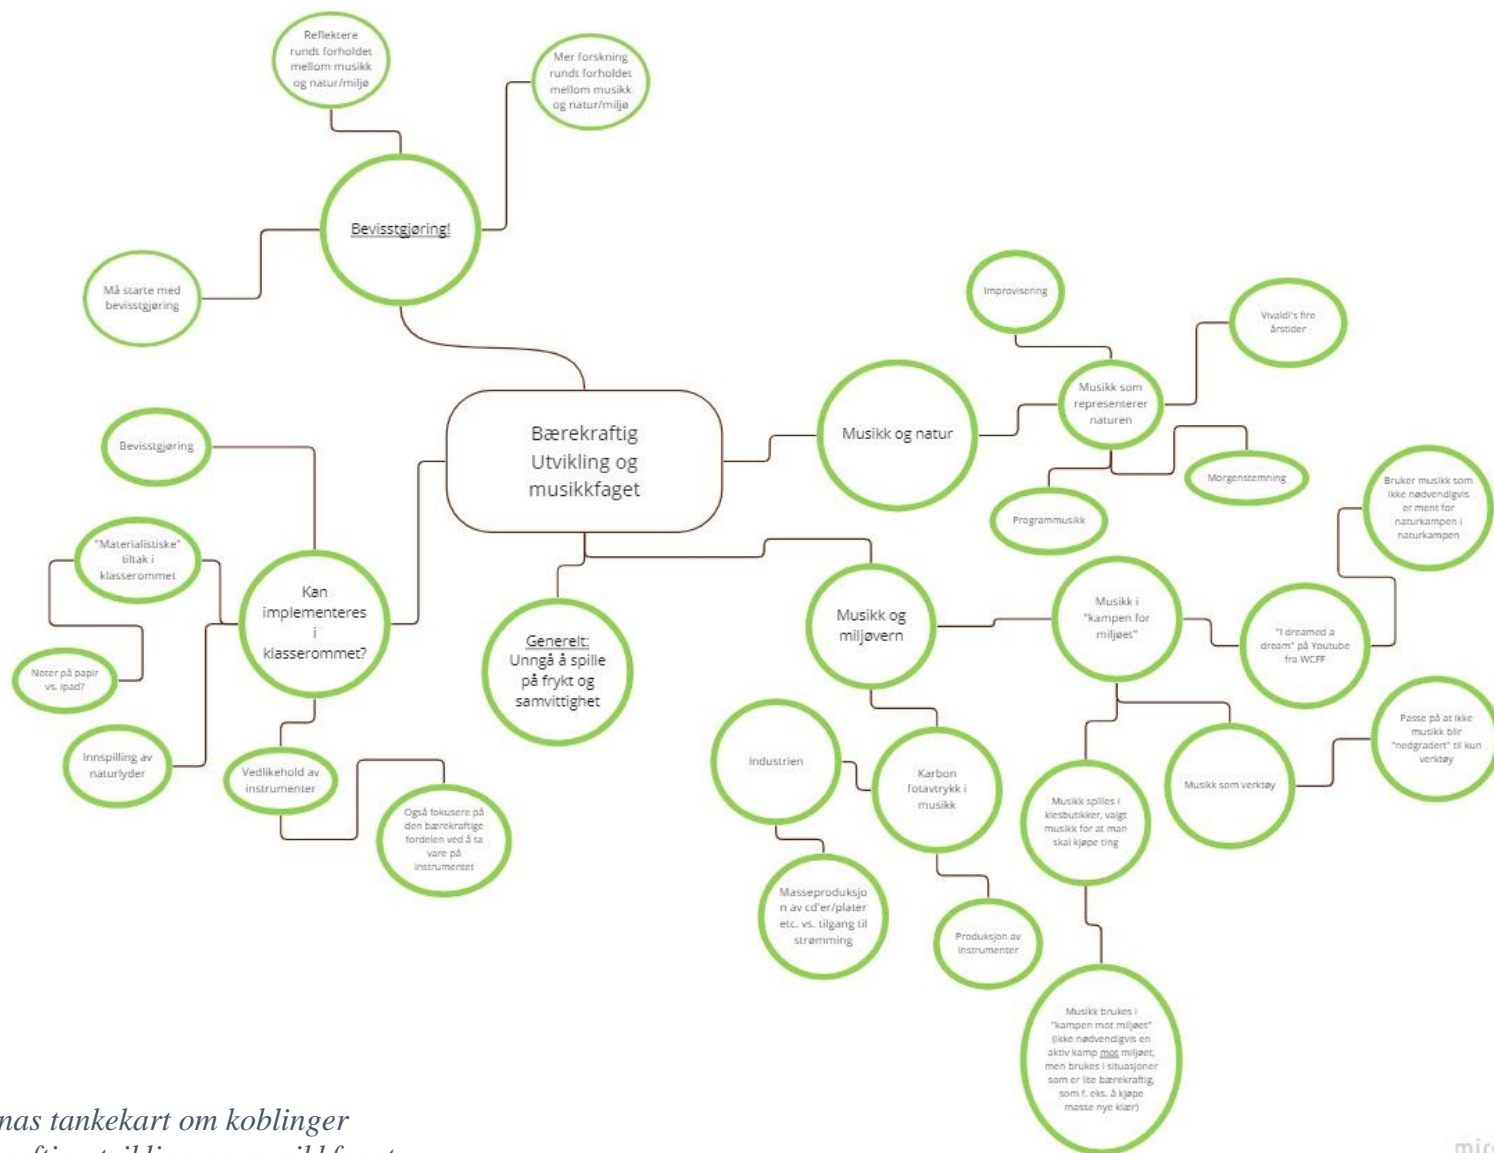 Reflektere
rundt forholdet
mellom musikk
og natur/miljø
Mer forskning
rundt forholdet
mellom musikk
og natur/miljø
Bevisstgjøring!
Må starte med
bevisstgjøring
Bærekraftig
Utvikling og
musikkfaget
Musikk og natur
Improvisering
Vivaldi's fire
årstider
Musikk som
representerer
naturen
Morgenstemning
Programmusikk
Bevisstgjøring
"Materialistiske"
tiltak i
klasserommet
Kan
implementeres
i
klasserommet?
Noter på papir
vs. ipad?
Innspilling av
naturlyder
Vedlikehold av
instrumenter
Også fokusere på
den bærekraftige
fordelen ved å ta
vare på
instrumentet
Generelt:
Unngå å spille
på frykt og
samvittighet
Musikk og
miljøvern
Musikk i
"kampen for
miljøet"
"I dreamed a
dream" på Youtube
fra WCFF
Bruker musikk som
ikke nødvendigvis
er ment for
naturkampen i
naturkampen
Musikk som verktøy
Passe på at ikke
musikk blir
"nedgradert" til kun
verktøy
Musikk spilles i
klesbutikker, valgt
musikk for at man
skal kjøpe ting
Musikk brukes i
"kampen mot miljøet"
(ikke nødvendigvis en
aktiv kamp mot miljøet,
men brukes i situasjoner
som er lite bærekraftig,
som f. eks. å kjøpe
masse nye klær)
Karbon
fotavtrykk i
musikk
Industrien
Masseproduksjo
n av cd'er/plater
etc. vs. tilgang til
strømming
Produksjon av
instrumenter
nas tankekart om koblinger